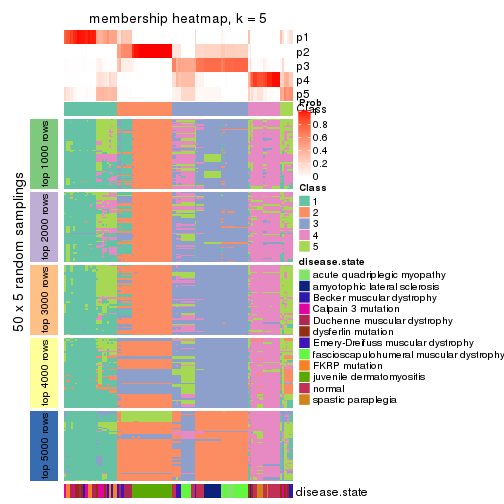 membership heatmap, k = 5
p1
p2
p3
p4
p5
Class
Prob
1
0.8
0.6
0.4
0.2
0
Class
1
2
3
4
5
disease.state
acute quadriplegic myopathy
amyotophic lateral sclerosis
Becker muscular dystrophy
Calpain 3 mutation
Duchenne muscular dystrophy
dysferlin mutation
Emery-Dreifuss muscular dystrophy
fascioscapulohumeral muscular dystrophy
FKRP mutation
juvenile dermatomyositis
normal
spastic paraplegia
50 x 5 random samplings
top 1000 rows
top 2000 rows
top 3000 rows
top 4000 rows
top 5000 rows
disease.state